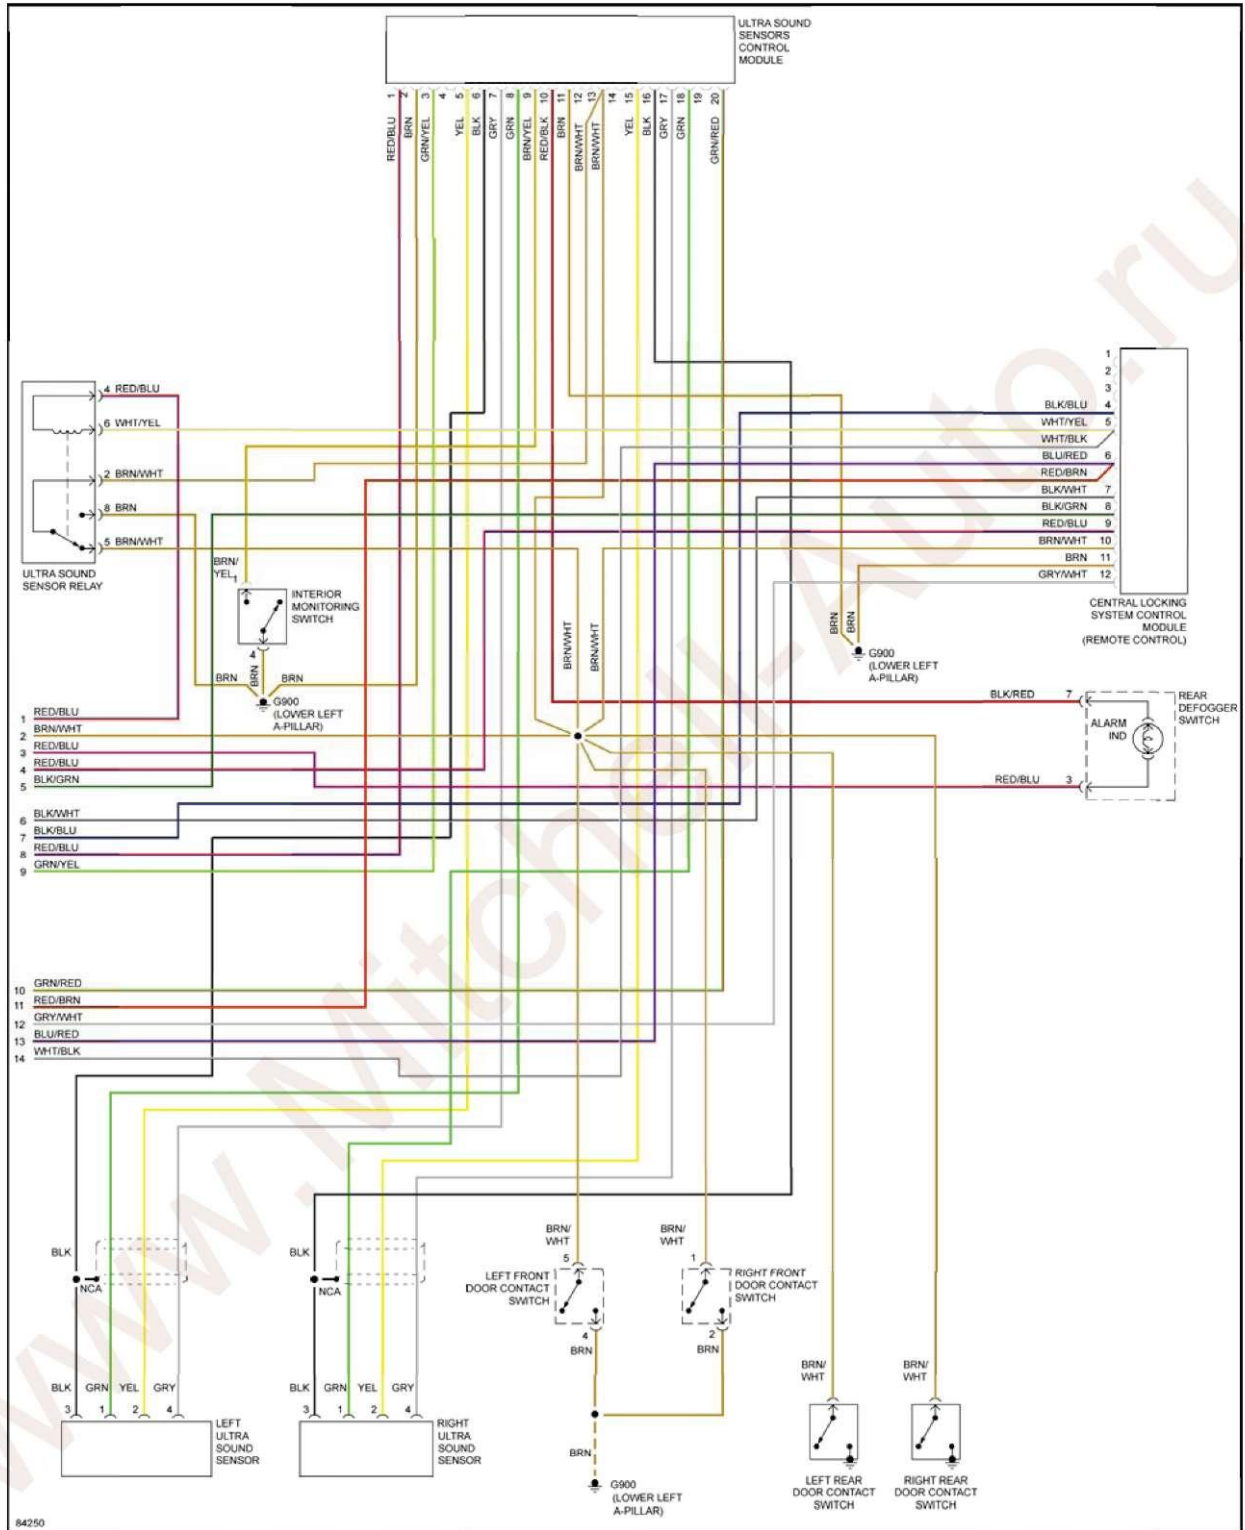 ULTRA SOUND
SENSORS
CONTROL
MODULE
1 2 3 4 5 6 7 8 9 10 11 12 13 14 15 16 17 18 19 20
RED/BLU
BRN
GRN/YEL
YEL
BLK
GRY
GRN
BRN/YEL
RED/BLK
BRN
BRN/WHT
BRN/WHT
YEL
BLK
GRY
GRN
GRN/RED
4 RED/BLU
6 WHT/YEL
2 BRN/WHT
8 BRN
5 BRN/WHT
ULTRA SOUND
SENSOR RELAY
1
2
3
BLK/BLU 4
WHT/YEL 5
WHT/BLK
BLU/RED 6
RED/BRN
BLK/WHT 7
BLK/GRN 8
RED/BLU 9
BRN/WHT 10
BRN 11
GRY/WHT 12
CENTRAL LOCKING
SYSTEM CONTROL
MODULE
(REMOTE CONTROL)
BRN/
YEL 1
INTERIOR
MONITORING
SWITCH
4
BRN
BRN
BRN
G900
(LOWER LEFT
A-PILLAR)
BRN/WHT
BRN/WHT
BRN
BRN
G900
(LOWER LEFT
A-PILLAR)
BLK/RED 7
REAR
DEFOGGER
SWITCH
ALARM
IND
RED/BLU 3
1 RED/BLU
2 BRN/WHT
3 RED/BLU
4 RED/BLU
5 BLK/GRN
6 BLK/WHT
7 BLK/BLU
8 RED/BLU
9 GRN/YEL
10 GRN/RED
11 RED/BRN
12 GRY/WHT
13 BLU/RED
14 WHT/BLK
BLK
NCA
BLK GRN YEL GRY
3 1 2 4
LEFT
ULTRA
SOUND
SENSOR
BLK
NCA
BLK GRN YEL GRY
3 1 2 4
RIGHT
ULTRA
SOUND
SENSOR
BRN/
WHT
5
LEFT FRONT
DOOR CONTACT
SWITCH
4
BRN
BRN/
WHT
1
RIGHT FRONT
DOOR CONTACT
SWITCH
2
BRN
BRN
G900
(LOWER LEFT
A-PILLAR)
BRN/
WHT
LEFT REAR
DOOR CONTACT
SWITCH
BRN/
WHT
RIGHT REAR
DOOR CONTACT
SWITCH
84250
www.Mitchell-Auto.ru